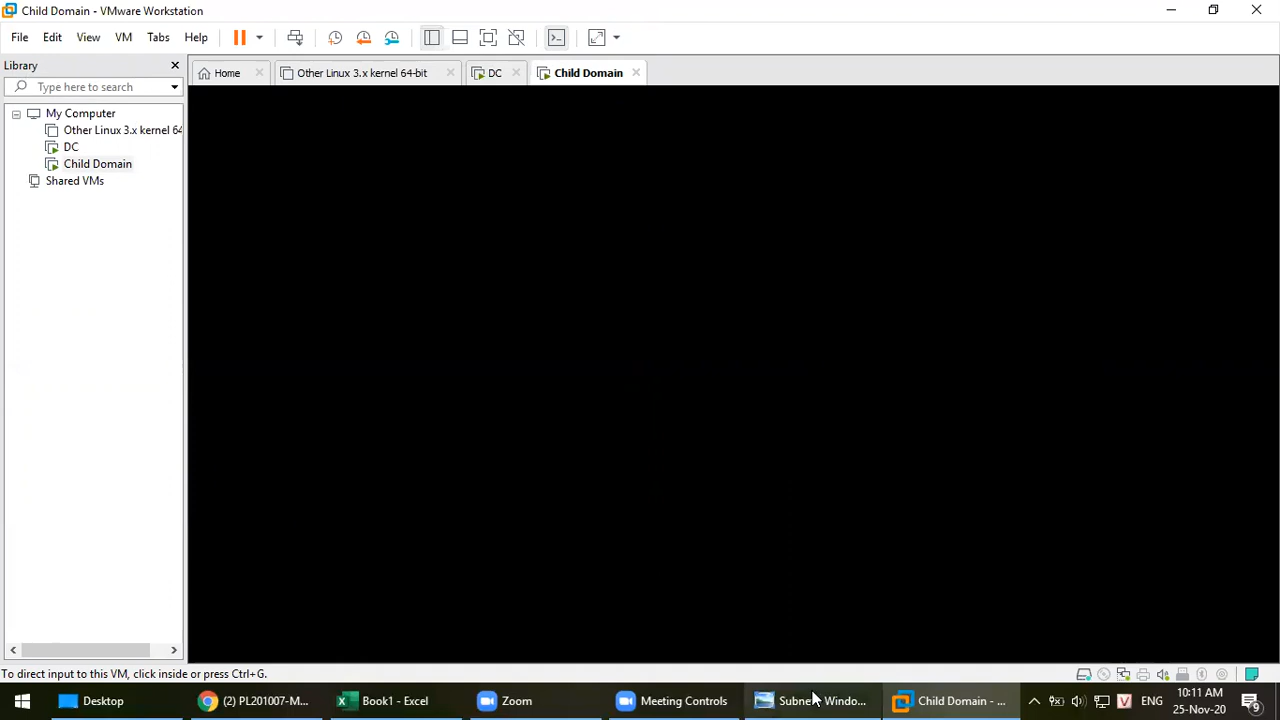 Child Domain - VMware Workstation
File Edit View VM Tabs Help
Library
Type here to search
Home
Other Linux 3.x kernel 64-bit
DC
Child Domain
My Computer
Other Linux 3.x kernel 64
DC
Child Domain
Shared VMs
To direct input to this VM, click inside or press Ctrl+G.
Desktop
(2) PL201007-M...
Book1 - Excel
Zoom
Meeting Controls
Subne Windo...
Child Domain - ...
V
ENG
10:11 AM
25-Nov-20
9